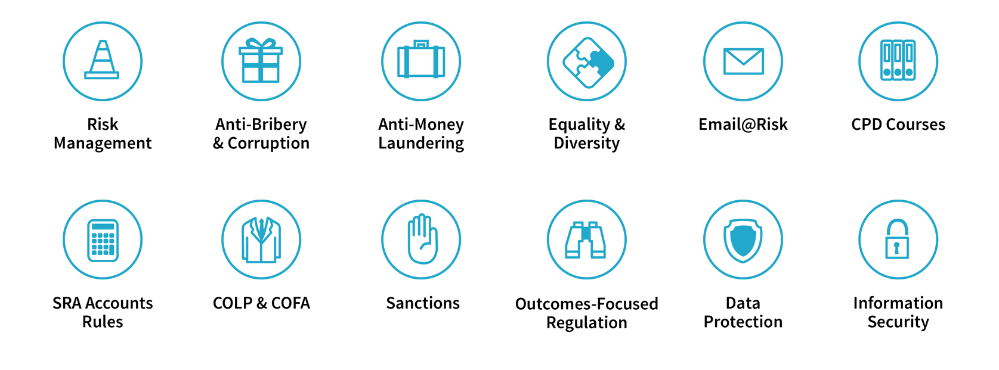 Risk
Management
Anti-Bribery
& Corruption
Anti-Money
Laundering
Equality &
Diversity
Email@Risk
CPD Courses
SRA Accounts
Rules
COLP & COFA
Sanctions
Outcomes-Focused
Regulation
Data
Protection
Information
Security